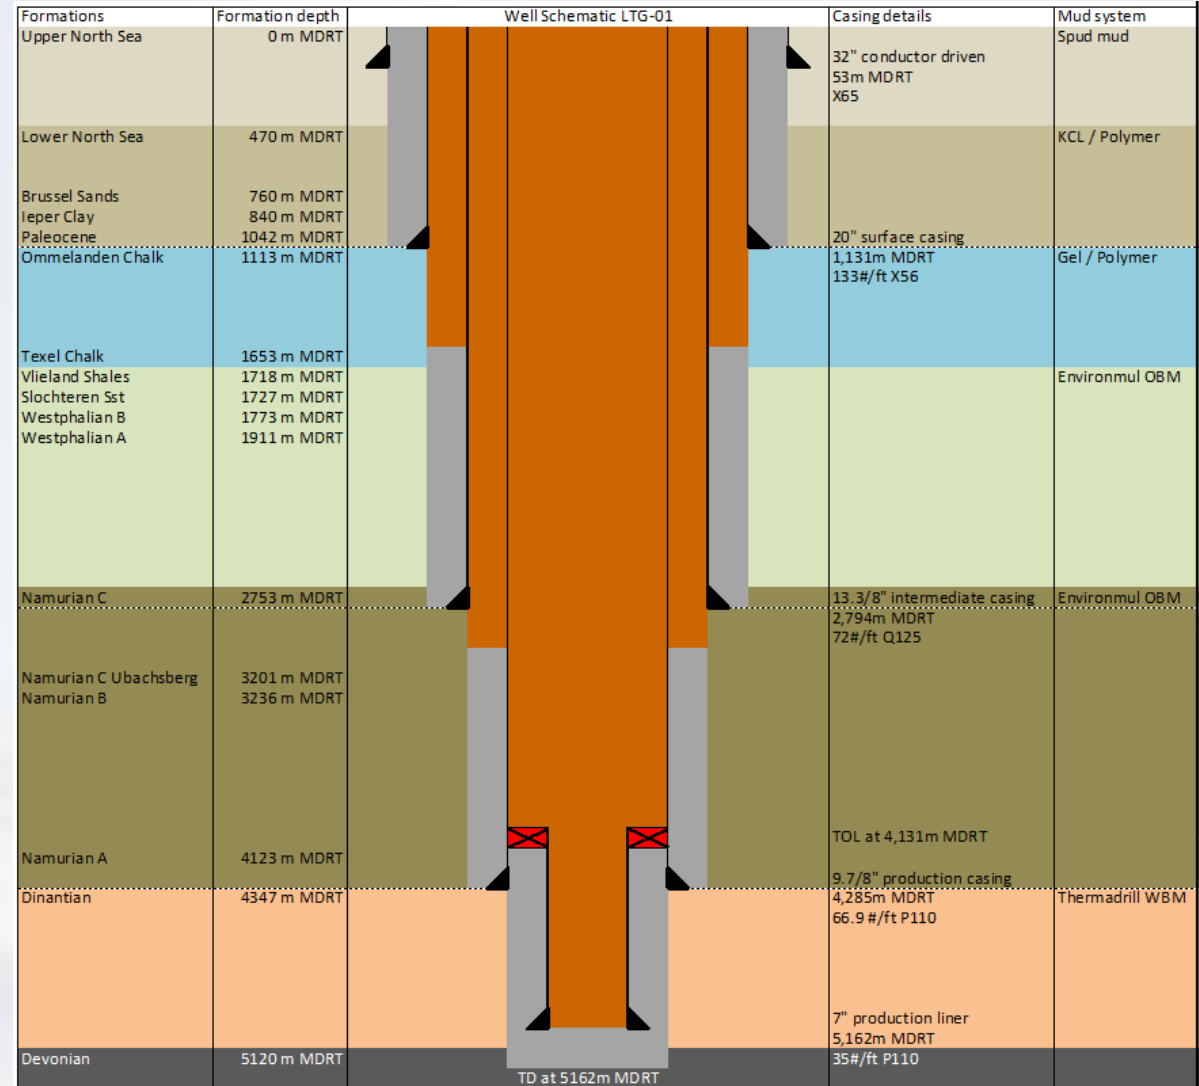 Formations Formation depth Well Schematic LTG-01 Casing details Mud system
Upper North Sea 0 m MDRT Spud mud
32" conductor driven
53m MDRT
X65
Lower North Sea 470 m MDRT KCL / Polymer
Brussel Sands 760 m MDRT
Ieper Clay 840 m MDRT
Paleocene 1042 m MDRT 20" surface casing
Ommelanden Chalk 1113 m MDRT 1,131m MDRT Gel / Polymer
133#/ft X56
Texel Chalk 1653 m MDRT
Vlieland Shales 1718 m MDRT Environmul OBM
Slochteren Sst 1727 m MDRT
Westphalian B 1773 m MDRT
Westphalian A 1911 m MDRT
Namurian C 2753 m MDRT 13.3/8" intermediate casing Environmul OBM
2,794m MDRT
72#/ft Q125
Namurian C Ubachsberg 3201 m MDRT
Namurian B 3236 m MDRT
TOL at 4,131m MDRT
Namurian A 4123 m MDRT
9.7/8" production casing
Dinantian 4347 m MDRT 4,285m MDRT Thermadrill WBM
66.9 #/ft P110
7" production liner
5,162m MDRT
Devonian 5120 m MDRT 35#/ft P110
TD at 5162m MDRT